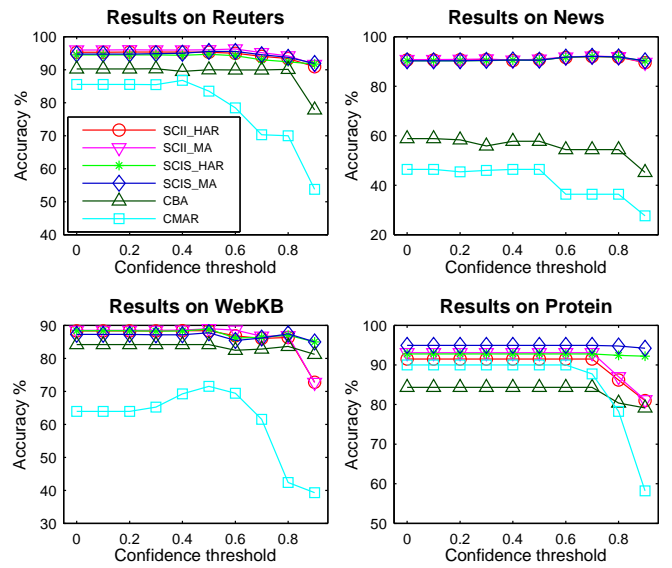 Results on Reuters
Accuracy %
100
90
80
70
60
50
40
SCII_HAR
SCII_MA
SCIS_HAR
SCIS_MA
CBA
CMAR
0 0.2 0.4 0.6 0.8
Confidence threshold
Results on News
Accuracy %
100
80
60
40
20
0 0.2 0.4 0.6 0.8
Confidence threshold
Results on WebKB
Accuracy %
90
80
70
60
50
40
30
0 0.2 0.4 0.6 0.8
Confidence threshold
Results on Protein
Accuracy %
100
90
80
70
60
50
0 0.2 0.4 0.6 0.8
Confidence threshold